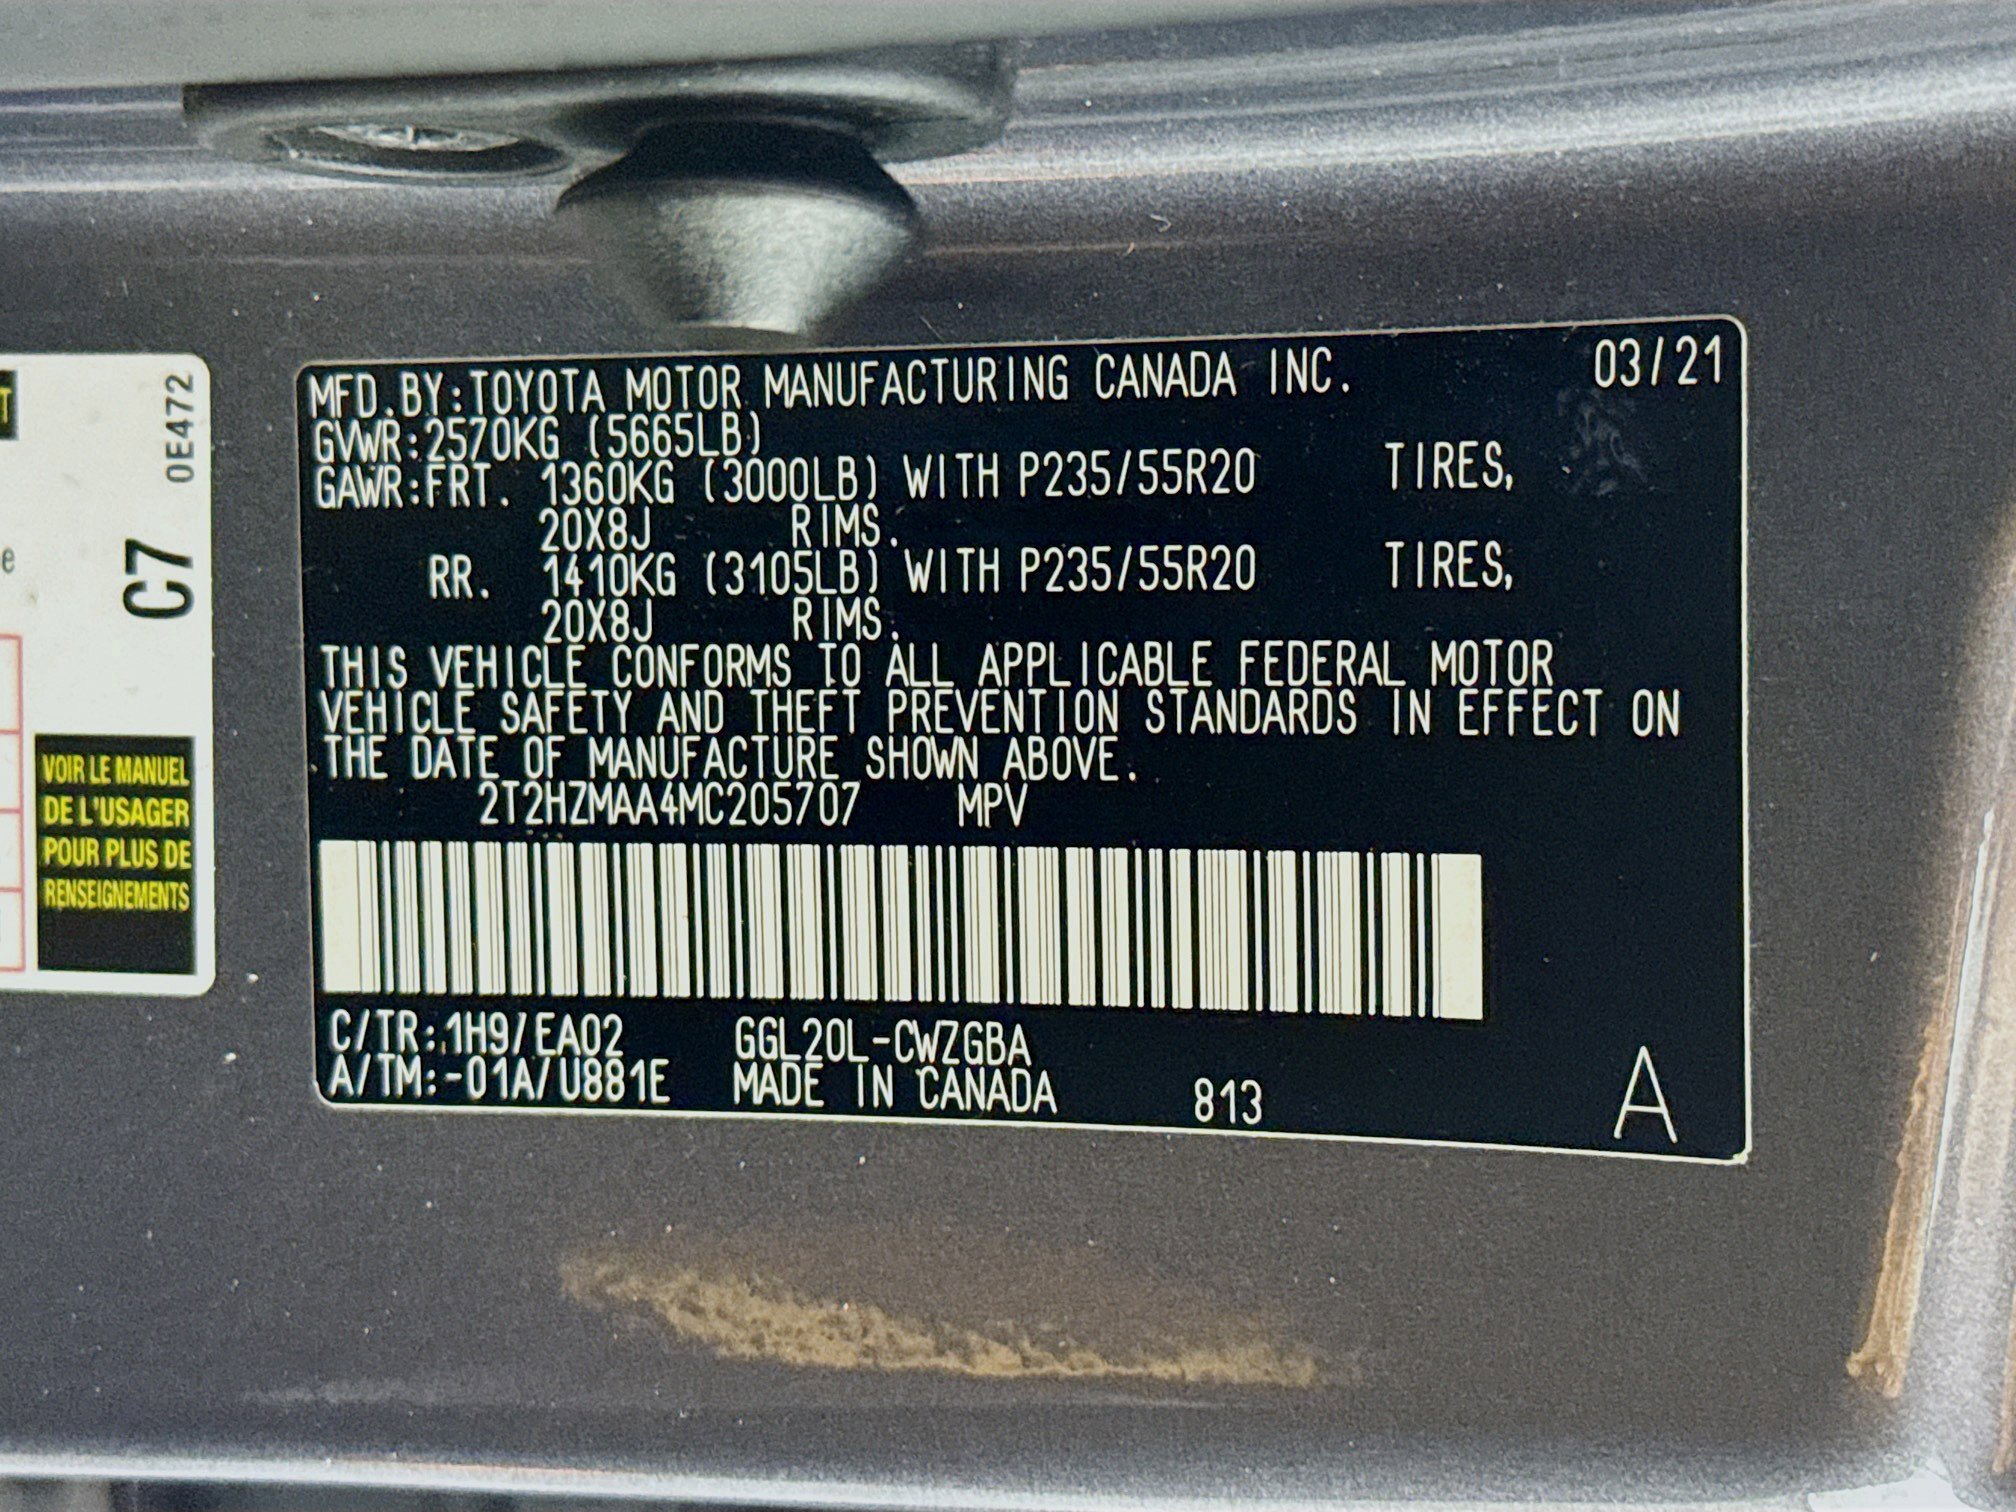 MFD.BY:TOYOTA MOTOR MANUFACTURING CANADA INC. 03/21
GVWR:2570KG (5665LB)
GAWR:FRT. 1360KG (3000LB) WITH P235/55R20 TIRES,
20X8J RIMS.
RR. 1410KG (3105LB) WITH P235/55R20 TIRES,
20X8J RIMS.
THIS VEHICLE CONFORMS TO ALL APPLICABLE FEDERAL MOTOR
VEHICLE SAFETY AND THEFT PREVENTION STANDARDS IN EFFECT ON
THE DATE OF MANUFACTURE SHOWN ABOVE.
2T2HZMAA4MC205707 MPV
C/TR:1H9/EA02 GGL20L-CWZGBA
A/TM:-01A/U881E MADE IN CANADA 813 A
C7 0E472
VOIR LE MANUEL
DE L'USAGER
POUR PLUS DE
RENSEIGNEMENTS